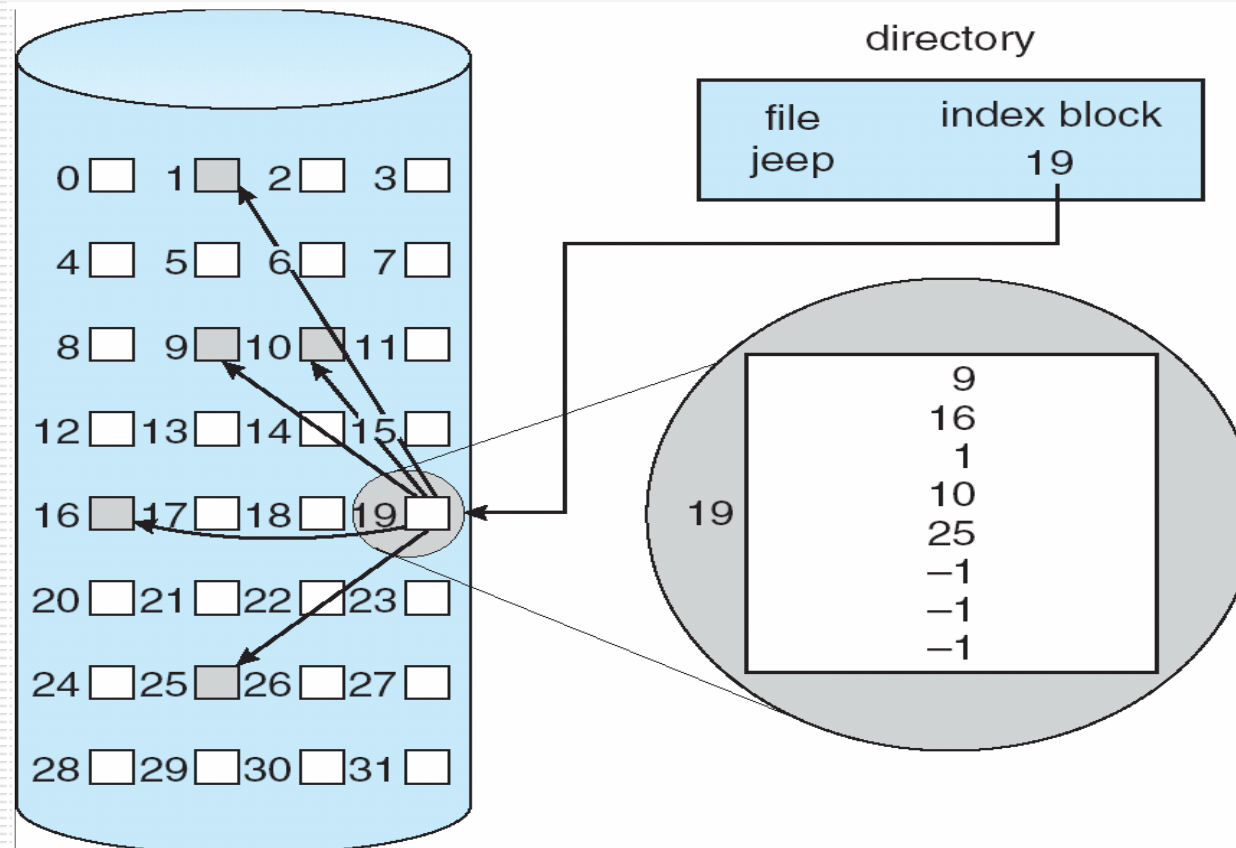 directory
file index block
jeep 19
0 1 2 3
4 5 6 7
8 9 10 11
12 13 14 15
16 17 18 19
20 21 22 23
24 25 26 27
28 29 30 31
19
9
16
1
10
25
–1
–1
–1